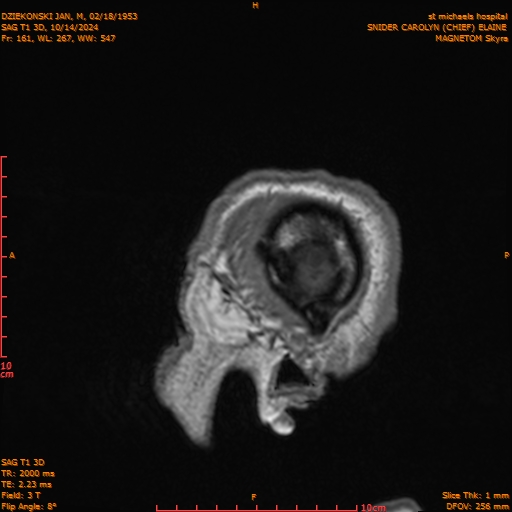 H
DZIEKONSKI JAN, M, 02/18/1953
SAG T1 3D, 10/14/2024
Fr: 161, WL: 267, WW: 547
st michaels hospital
SNIDER CAROLYN (CHIEF) ELAINE
MAGNETOM Skyra
A
P
10
cm
SAG T1 3D
TR: 2000 ms
TE: 2.23 ms
Field: 3 T
Flip Angle: 8°
F
10cm
Slice Thk: 1 mm
DFOV: 256 mm